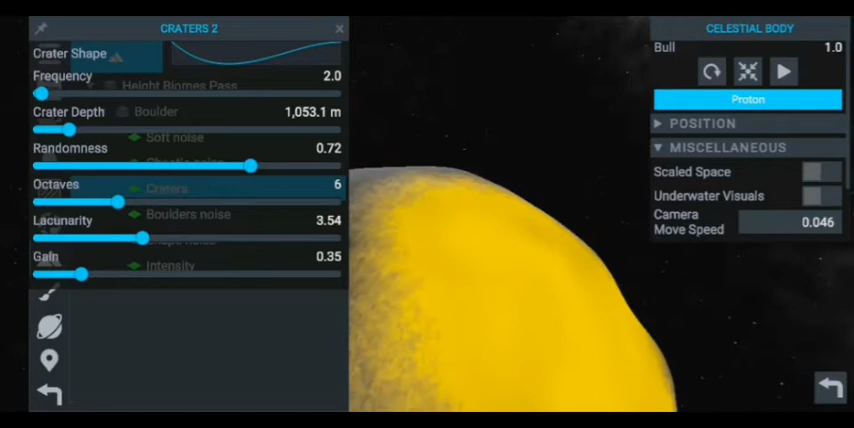 CRATERS 2
Crater Shape
Height Biomes Pass
Frequency 2.0
Crater Depth 1,053.1 m
Boulder
Soft noise
Randomness 0.72
Chaotic noise
Octaves 6
Craters
Lacunarity 3.54
Boulders noise
Shape noise
Gain 0.35
Intensity
CELESTIAL BODY
Bull 1.0
Proton
POSITION
MISCELLANEOUS
Scaled Space
Underwater Visuals
Camera
Move Speed 0.046